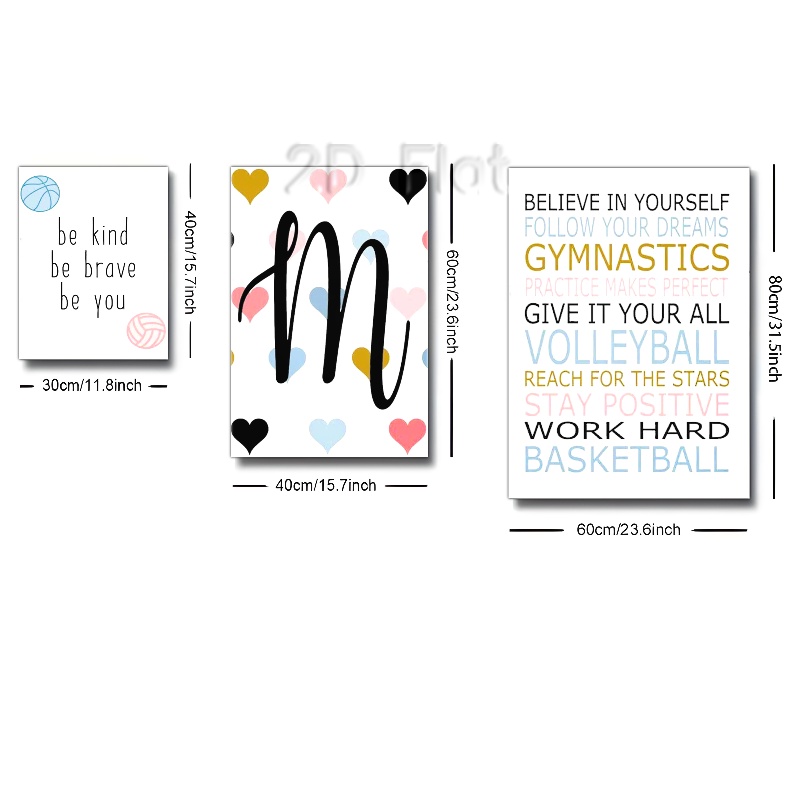 2D Flat
be kind
be brave
be you
40cm/15.7inch
30cm/11.8inch
m
60cm/23.6inch
40cm/15.7inch
BELIEVE IN YOURSELF
FOLLOW YOUR DREAMS
GYMNASTICS
PRACTICE MAKES PERFECT
GIVE IT YOUR ALL
VOLLEYBALL
REACH FOR THE STARS
STAY POSITIVE
WORK HARD
BASKETBALL
80cm/31.5inch
60cm/23.6inch